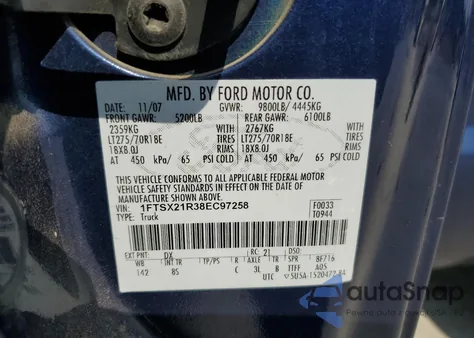 MFD. BY FORD MOTOR CO.
DATE: 11/07 GVWR: 9800LB/ 4445KG
FRONT GAWR: 5200LB REAR GAWR: 6100LB
2359KG WITH 2767KG WITH
LT275/70R18E TIRES LT275/70R18E TIRES
18X8.0J RIMS 18X8.0J RIMS
AT 450 kPa/ 65 PSI COLD AT 450 kPa/ 65 PSI COLD
THIS VEHICLE CONFORMS TO ALL APPLICABLE FEDERAL MOTOR
VEHICLE SAFETY STANDARDS IN EFFECT ON THE DATE OF
MANUFACTURE SHOWN ABOVE.
VIN: 1FTSX21R38EC97258 F0033
TYPE: Truck T0944
EXT PNT: DX RC: 21
WB INT TR TP/PS R AXLE TR SPR 8F716
142 8S C 3L B TTFF A05
UTC
autoSnap